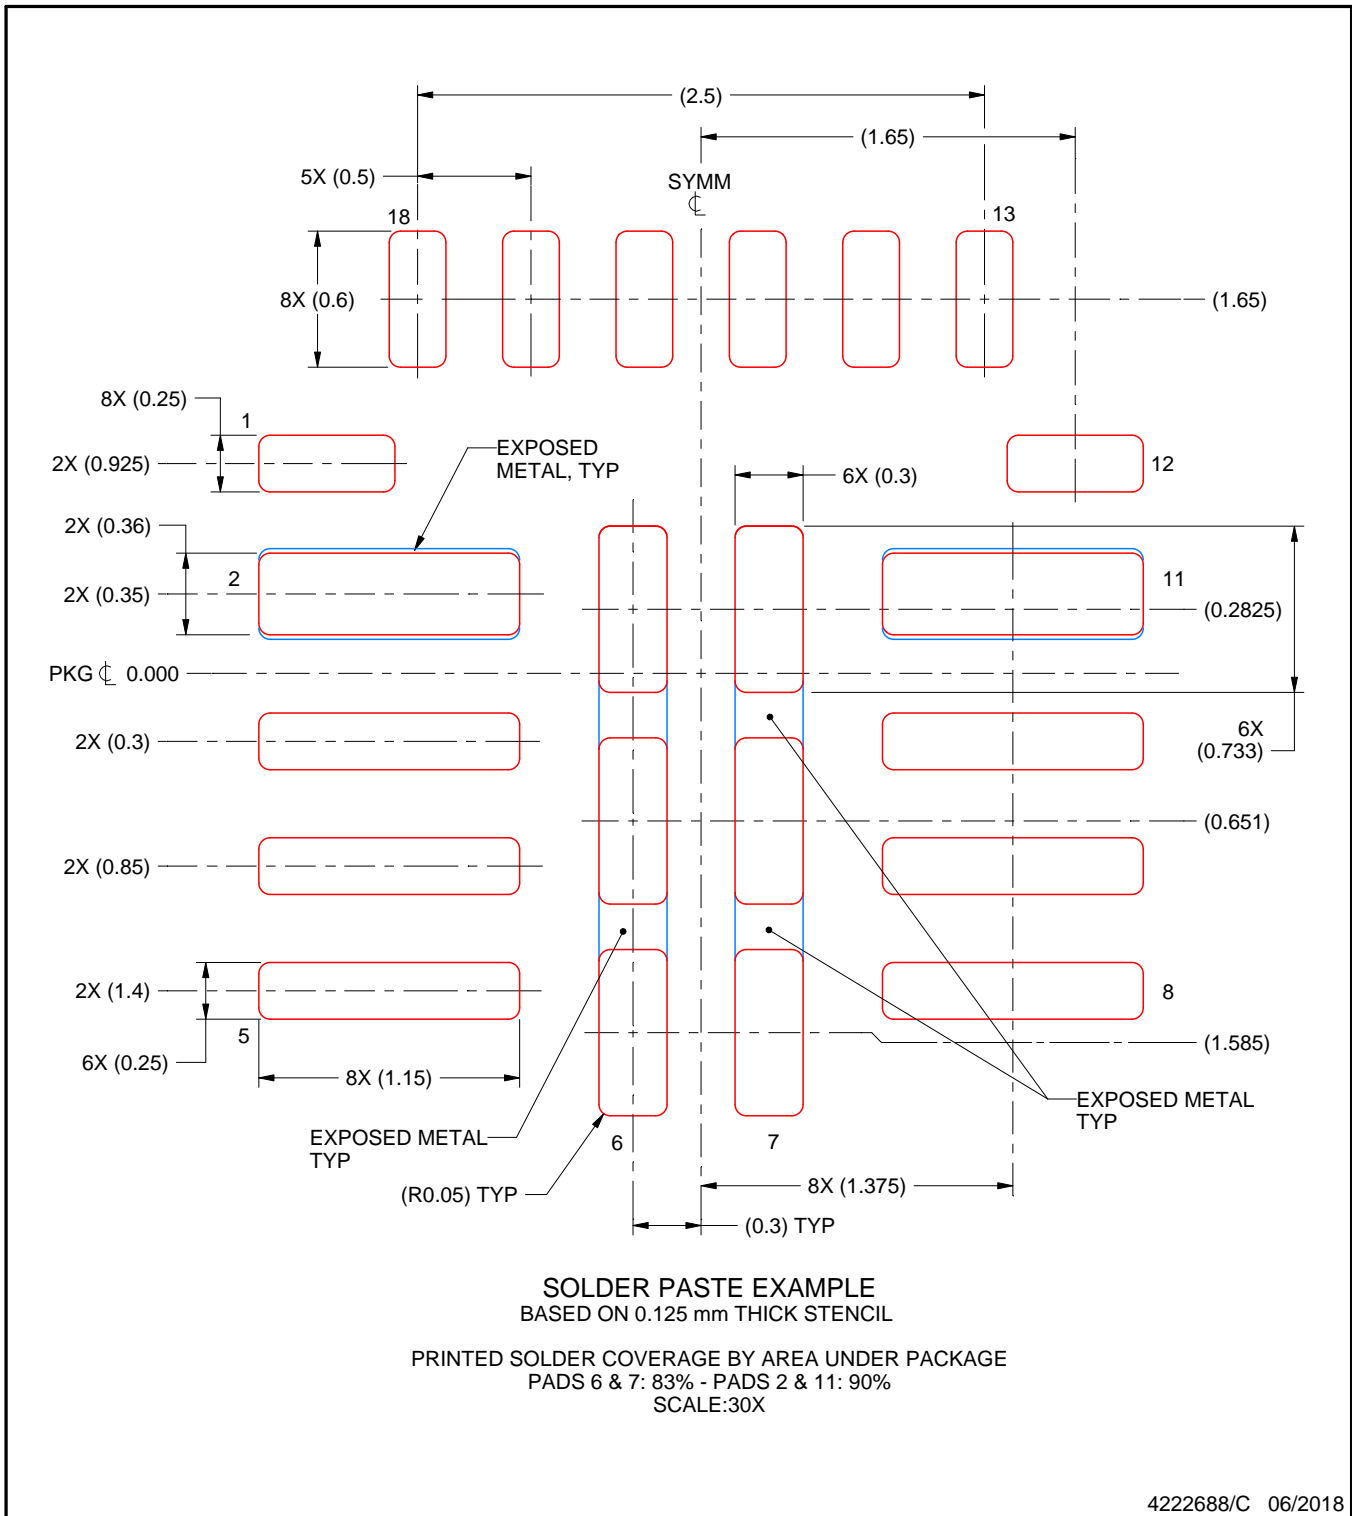 (2.5)
(1.65)
5X (0.5)
SYMM
℄
18
13
8X (0.6)
(1.65)
8X (0.25)
1
EXPOSED
METAL, TYP
2X (0.925)
12
6X (0.3)
2X (0.36)
2
11
2X (0.35)
(0.2825)
PKG ℄ 0.000
2X (0.3)
6X
(0.733)
(0.651)
2X (0.85)
2X (1.4)
8
5
(1.585)
6X (0.25)
8X (1.15)
EXPOSED METAL
TYP
EXPOSED METAL
TYP
6
7
(R0.05) TYP
8X (1.375)
(0.3) TYP
SOLDER PASTE EXAMPLE
BASED ON 0.125 mm THICK STENCIL
PRINTED SOLDER COVERAGE BY AREA UNDER PACKAGE
PADS 6 & 7: 83% - PADS 2 & 11: 90%
SCALE:30X
4222688/C 06/2018